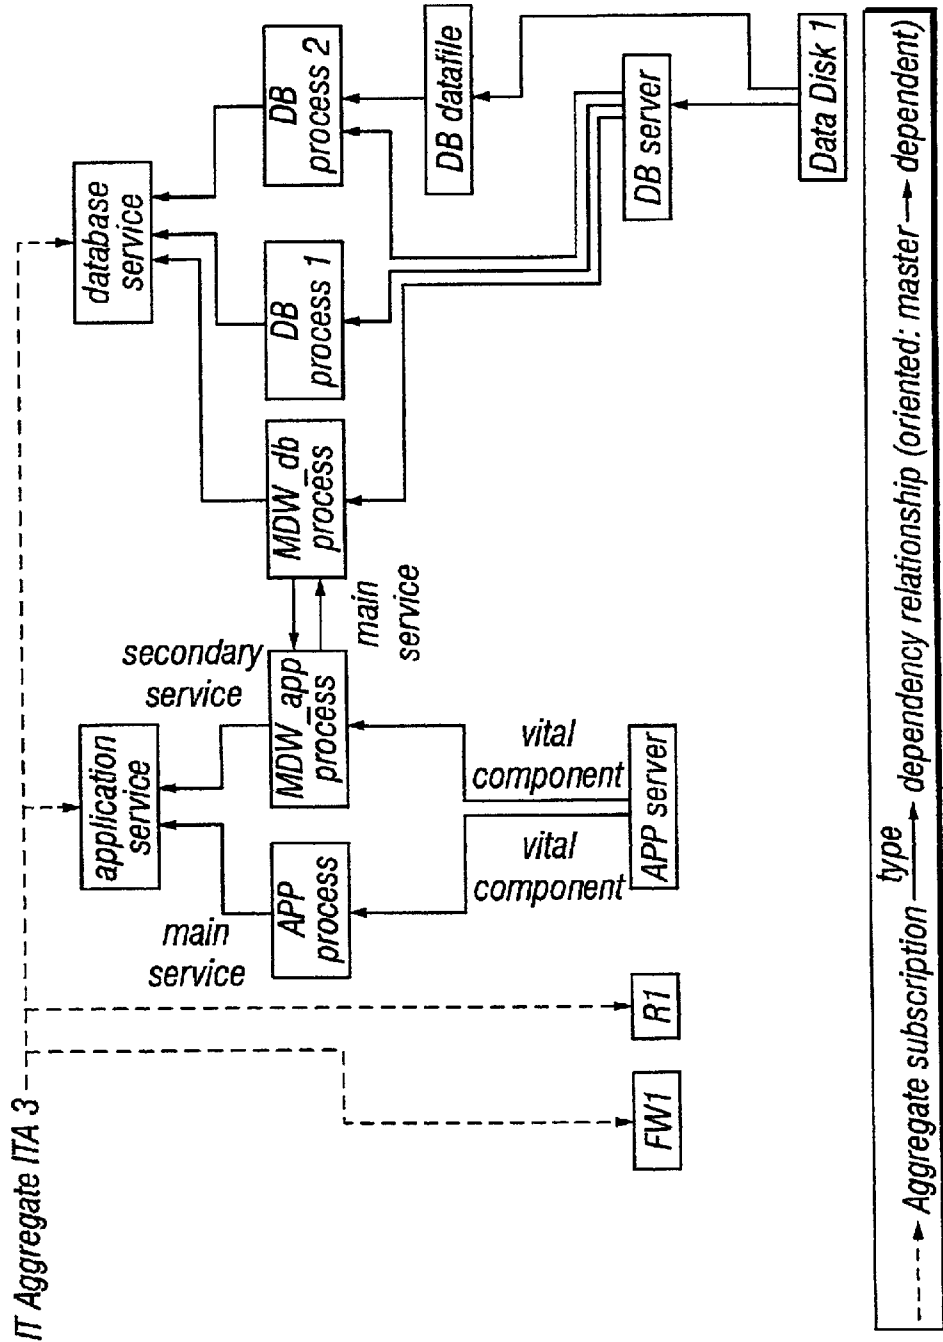 IT Aggregate ITA 3
application
service
database
service
main
service
secondary
service
APP
process
MDW_app
process
main
service
MDW_db
process
DB
process 1
DB
process 2
vital
component
vital
component
DB datafile
FW1
R1
APP server
DB server
Data Disk 1
Aggregate subscription type dependency relationship (oriented: master dependent)